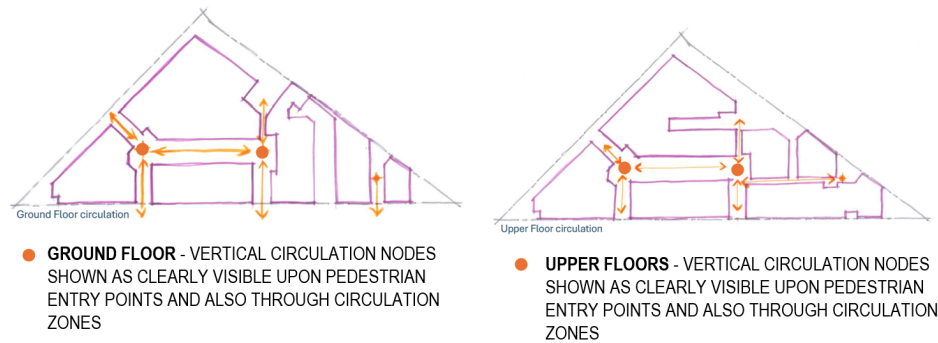 Ground Floor circulation
GROUND FLOOR - VERTICAL CIRCULATION NODES
SHOWN AS CLEARLY VISIBLE UPON PEDESTRIAN
ENTRY POINTS AND ALSO THROUGH CIRCULATION
ZONES
Upper Floor circulation
UPPER FLOORS - VERTICAL CIRCULATION NODES
SHOWN AS CLEARLY VISIBLE UPON PEDESTRIAN
ENTRY POINTS AND ALSO THROUGH CIRCULATION
ZONES